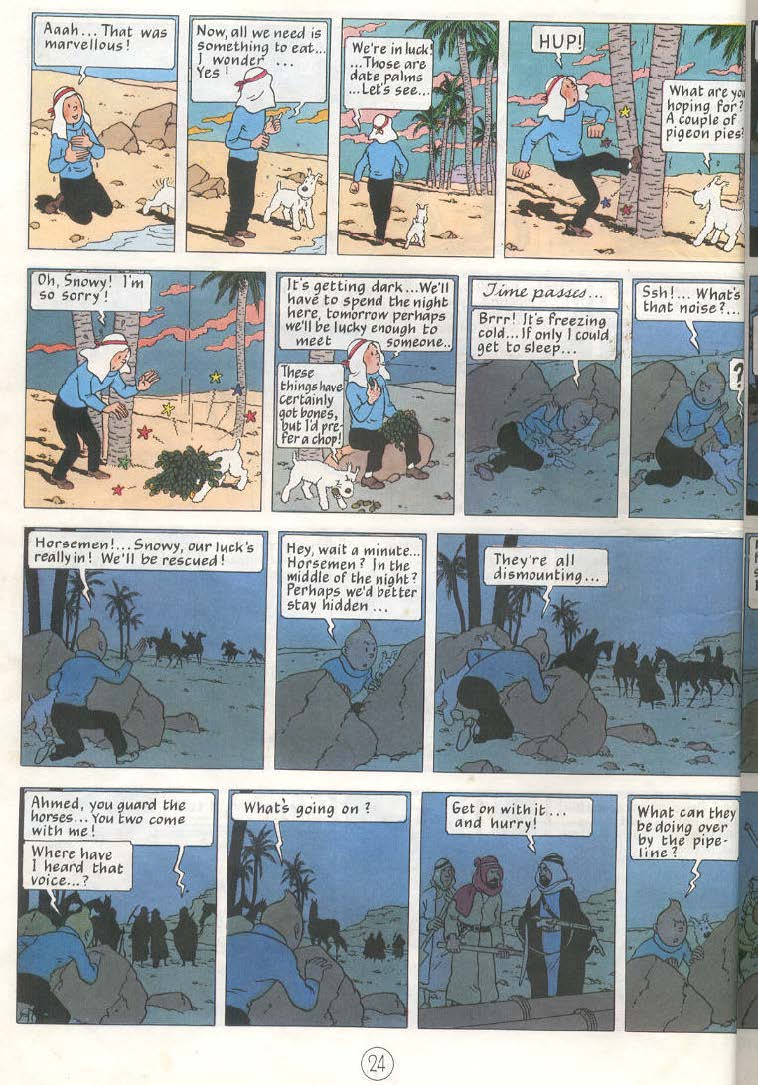 Aaah... That was
marvellous!
Now, all we need is
something to eat...
I wonder ...
Yes!
We're in luck!
...Those are
date palms
...Let's see...
HUP!
What are you
hoping for?
A couple of
pigeon pies?
Oh, Snowy! I'm
so sorry!
It's getting dark...We'll
have to spend the night
here, tomorrow perhaps
we'll be lucky enough to
meet someone..
These
things have
certainly
got bones,
but I'd pre-
fer a chop!
Time passes...
Brrr! It's freezing
cold...If only I could
get to sleep...
Ssh!... What's
that noise?...
?
Horsemen!...Snowy, our luck's
really in! We'll be rescued!
Hey, wait a minute...
Horsemen? In the
middle of the night?
Perhaps we'd better
stay hidden ...
They're all
dismounting...
Ahmed, you guard the
horses...You two come
with me!
Where have
I heard that
voice...?
What's going on?
Get on with it...
and hurry!
What can they
be doing over
by the pipe-
line?
24